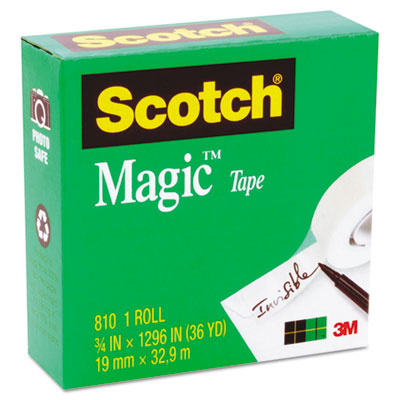 Scotch®
Magic™ Tape
PHOTO
SAFE
Invisible
810 1 ROLL
3/4 IN × 1296 IN (36 YD)
19 mm × 32,9 m
3M